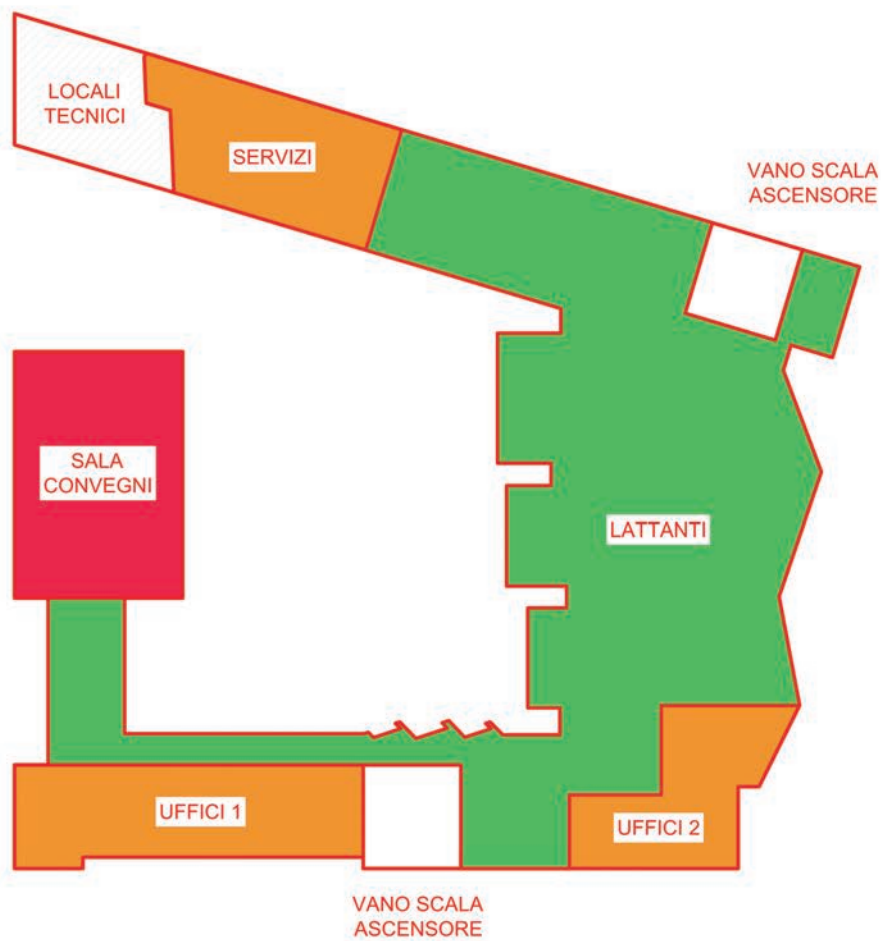 LOCALI
TECNICI
SERVIZI
VANO SCALA
ASCENSORE
SALA
CONVEGNI
LATTANTI
UFFICI 1
UFFICI 2
VANO SCALA
ASCENSORE